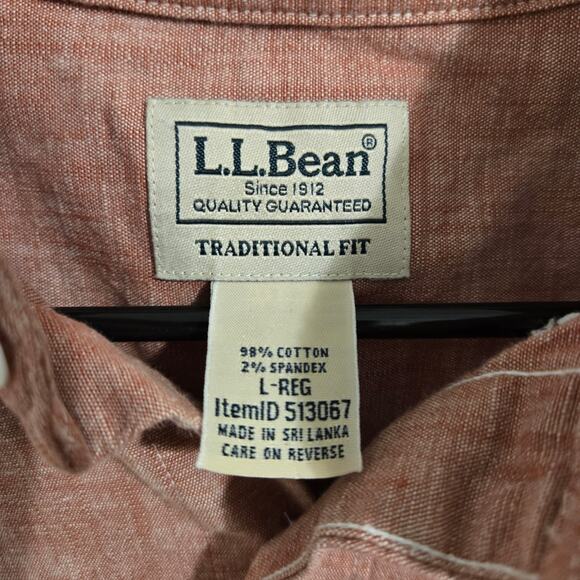 L.L.Bean®
Since 1912
QUALITY GUARANTEED
TRADITIONAL FIT
98% COTTON
2% SPANDEX
L-REG
ItemID 513067
MADE IN SRI LANKA
CARE ON REVERSE